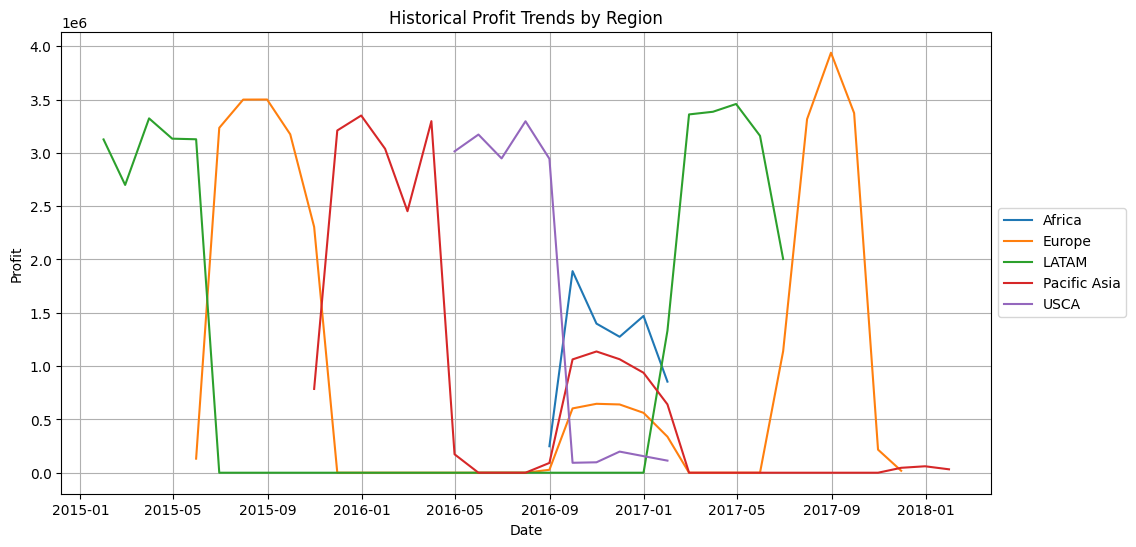 Historical Profit Trends by Region
1e6
4.0
3.5
3.0
2.5
2.0
1.5
1.0
0.5
0.0
Profit
2015-01 2015-05 2015-09 2016-01 2016-05 2016-09 2017-01 2017-05 2017-09 2018-01
Date
Africa
Europe
LATAM
Pacific Asia
USCA